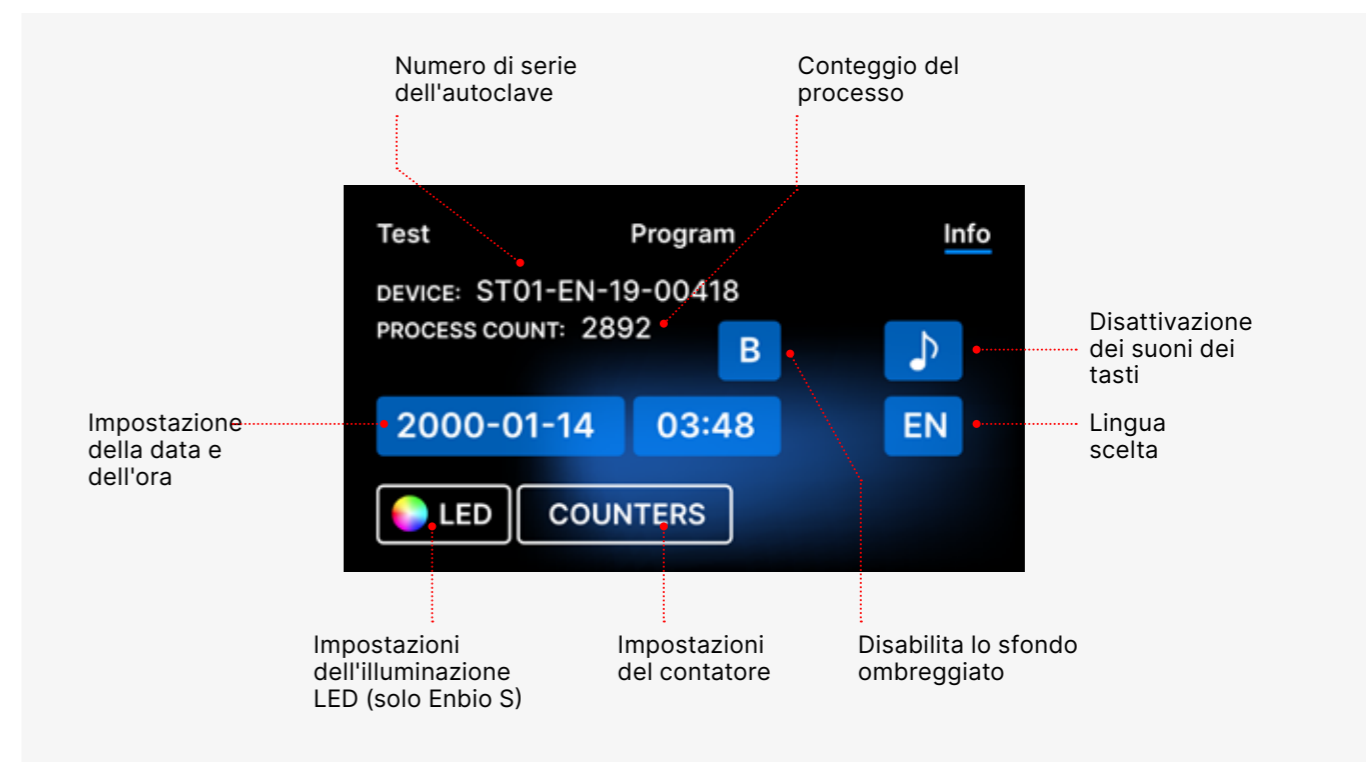 Numero di serie
dell'autoclave
Conteggio del
processo
Test
Program
Info
DEVICE: ST01-EN-19-00418
PROCESS COUNT: 2892
B
Disattivazione
dei suoni dei
tasti
Impostazione
della data e
dell'ora
2000-01-14
03:48
EN
Lingua
scelta
LED
COUNTERS
Impostazioni
dell'illuminazione
LED (solo Enbio S)
Impostazioni
del contatore
Disabilita lo sfondo
ombreggiato